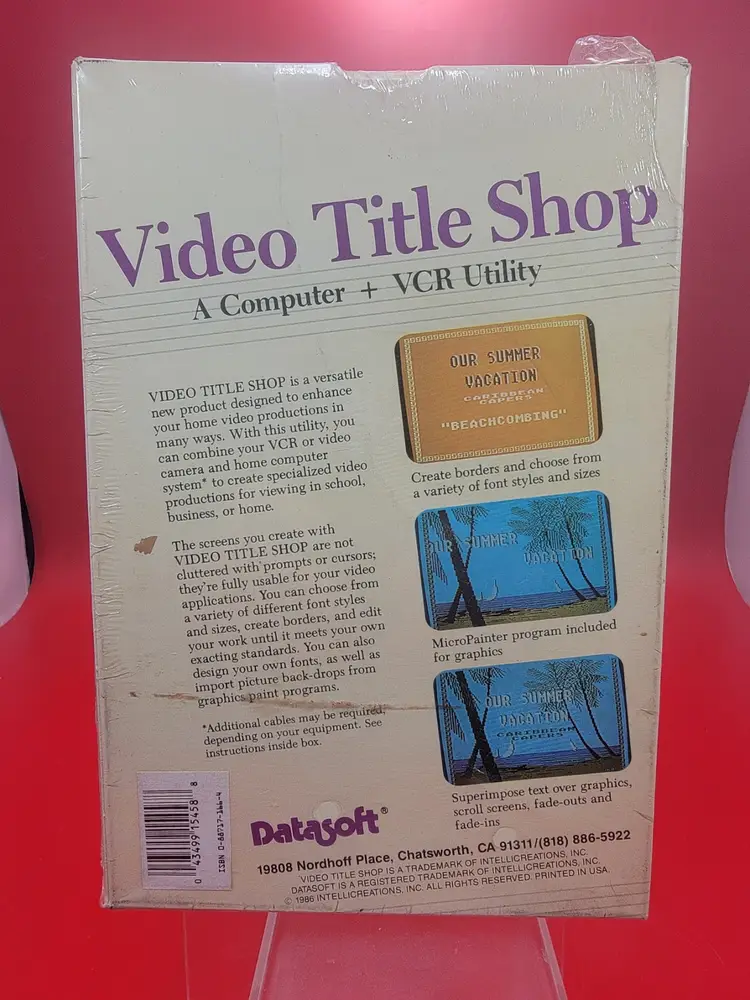 Video Title Shop
A Computer + VCR Utility
VIDEO TITLE SHOP is a versatile
new product designed to enhance
your home video productions in
many ways. With this utility, you
can combine your VCR or video
camera and home computer
system* to create specialized video
productions for viewing in school,
business, or home.
The screens you create with
VIDEO TITLE SHOP are not
cluttered with prompts or cursors;
they're fully usable for your video
applications. You can choose from
a variety of different font styles
and sizes, create borders, and edit
your work until it meets your own
exacting standards. You can also
design your own fonts, as well as
import picture back-drops from
graphics paint programs.
*Additional cables may be required,
depending on your equipment. See
instructions inside box.
OUR SUMMER
VACATION
CARIBBEAN
CAPERS
"BEACHCOMBING"
Create borders and choose from
a variety of font styles and sizes
OUR SUMMER
VACATION
MicroPainter program included
for graphics
OUR SUMMER
VACATION
CARIBBEAN
CAPERS
Superimpose text over graphics,
scroll screens, fade-outs and
fade-ins
0 43499 15458 8
ISBN 0-88717-166-4
Datasoft®
19808 Nordhoff Place, Chatsworth, CA 91311/(818) 886-5922
VIDEO TITLE SHOP IS A TRADEMARK OF INTELLICREATIONS, INC.
DATASOFT IS A REGISTERED TRADEMARK OF INTELLICREATIONS, INC.
© 1986 INTELLICREATIONS, INC. ALL RIGHTS RESERVED. PRINTED IN USA.